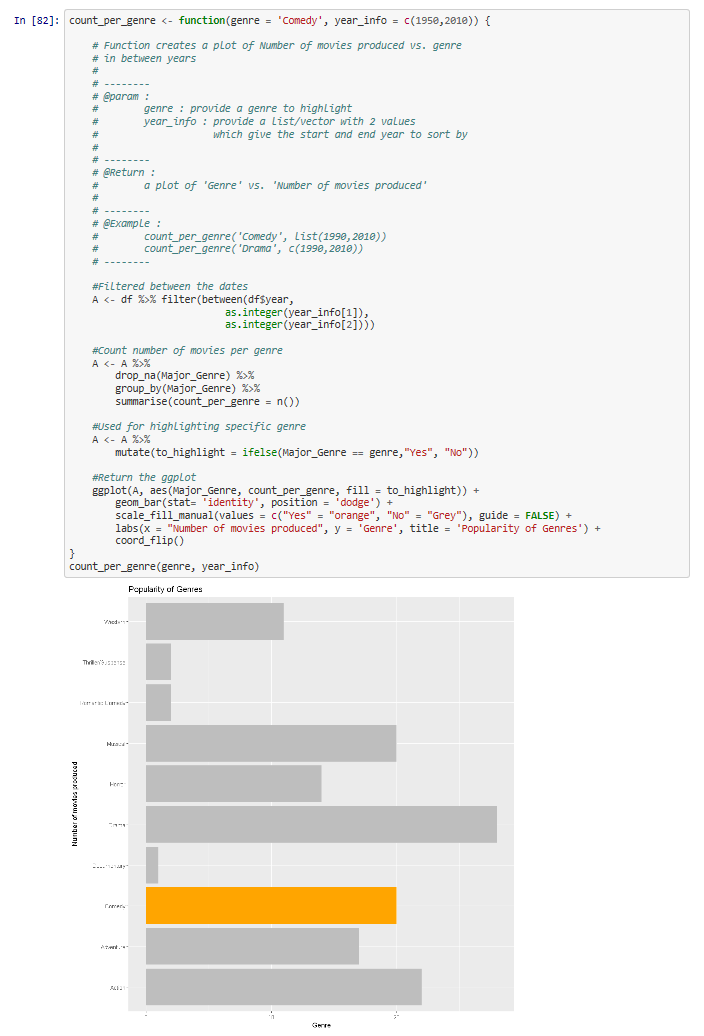 In [82]:
count_per_genre <- function(genre = 'Comedy', year_info = c(1950,2010)) {
# Function creates a plot of Number of movies produced vs. genre
# in between years
#
# --------
# @param :
#       genre : provide a genre to highlight
#       year_info : provide a list/vector with 2 values
#                   which give the start and end year to sort by
#
# --------
# @Return :
#       a plot of 'Genre' vs. 'Number of movies produced'
#
# --------
# @Example :
#       count_per_genre('Comedy', list(1990,2010))
#       count_per_genre('Drama', c(1990,2010))
# --------
#Filtered between the dates
A <- df %>% filter(between(df$year,
as.integer(year_info[1]),
as.integer(year_info[2])))
#Count number of movies per genre
A <- A %>%
drop_na(Major_Genre) %>%
group_by(Major_Genre) %>%
summarise(count_per_genre = n())
#Used for highlighting specific genre
A <- A %>%
mutate(to_highlight = ifelse(Major_Genre == genre,"Yes", "No"))
#Return the ggplot
ggplot(A, aes(Major_Genre, count_per_genre, fill = to_highlight)) +
geom_bar(stat= 'identity', position = 'dodge') +
scale_fill_manual(values = c("Yes" = "orange", "No" = "Grey"), guide = FALSE) +
labs(x = "Number of movies produced", y = 'Genre', title = 'Popularity of Genres') +
coord_flip()
}
count_per_genre(genre, year_info)
Popularity of Genres
Western
Thriller/Suspense
Romantic Comedy
Musical
Horror
Drama
Documentary
Comedy
Adventure
Action
Number of movies produced
0 10 20
Genre